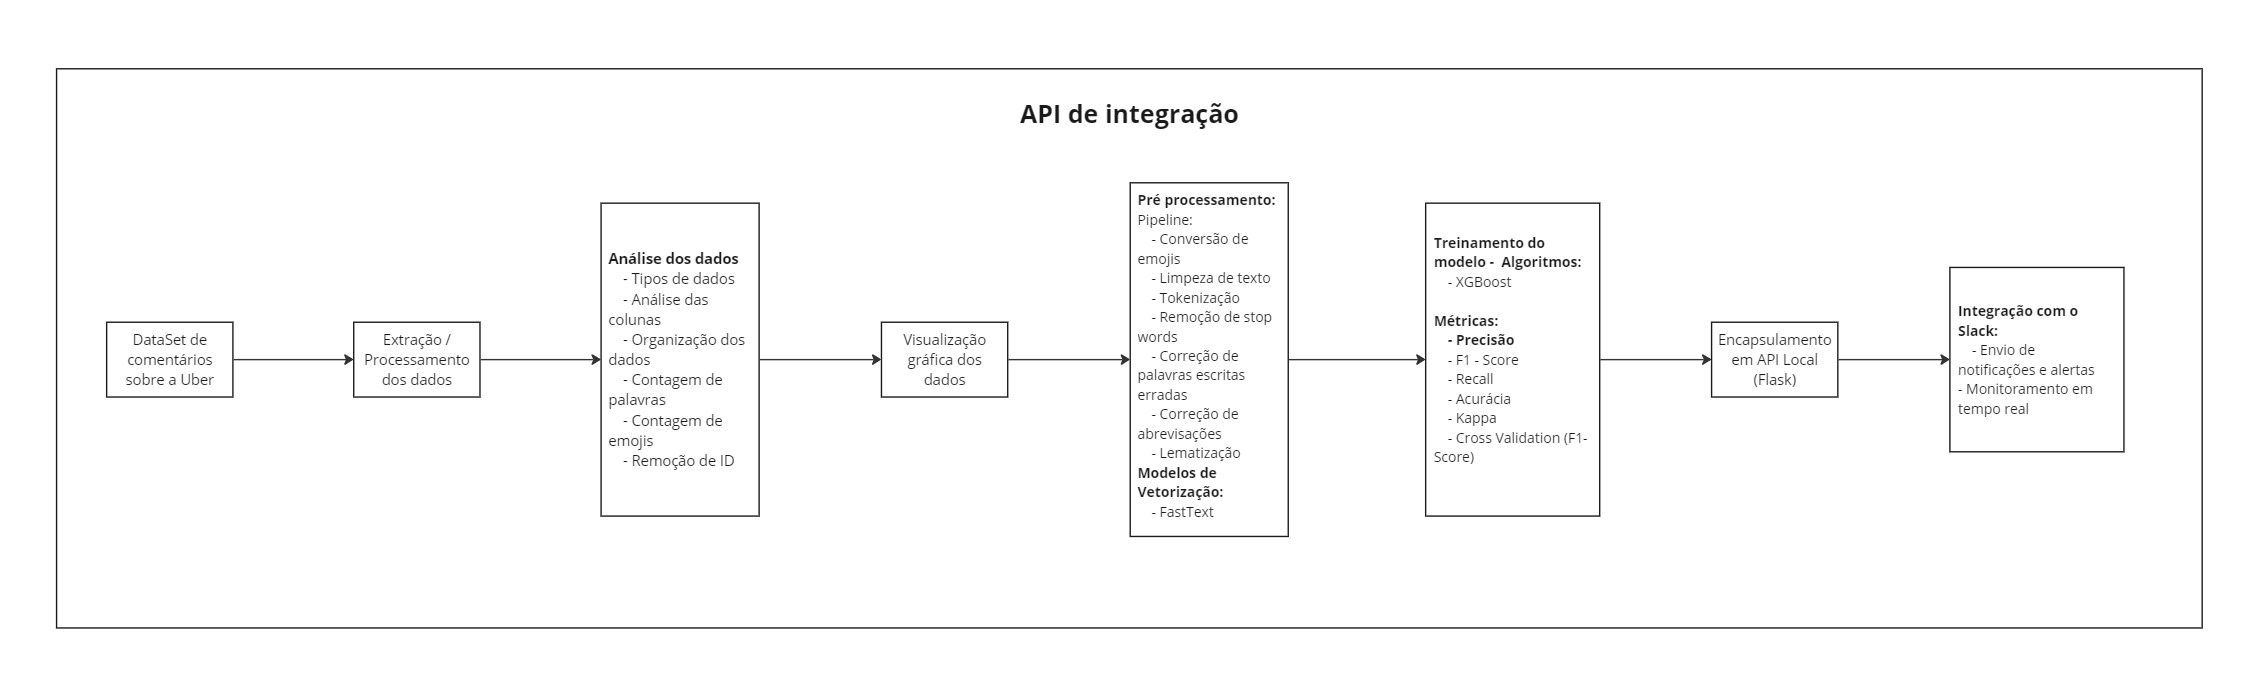 API de integração
DataSet de
comentários
sobre a Uber
Extração /
Processamento
dos dados
Análise dos dados
- Tipos de dados
- Análise das
colunas
- Organização dos
dados
- Contagem de
palavras
- Contagem de
emojis
- Remoção de ID
Visualização
gráfica dos
dados
Pré processamento:
Pipeline:
- Conversão de
emojis
- Limpeza de texto
- Tokenização
- Remoção de stop
words
- Correção de
palavras escritas
erradas
- Correção de
abrevisações
- Lematização
Modelos de
Vetorização:
- FastText
Treinamento do
modelo - Algoritmos:
- XGBoost
Métricas:
- Precisão
- F1 - Score
- Recall
- Acurácia
- Kappa
- Cross Validation (F1-
Score)
Encapsulamento
em API Local
(Flask)
Integração com o
Slack:
- Envio de
notificações e alertas
- Monitoramento em
tempo real